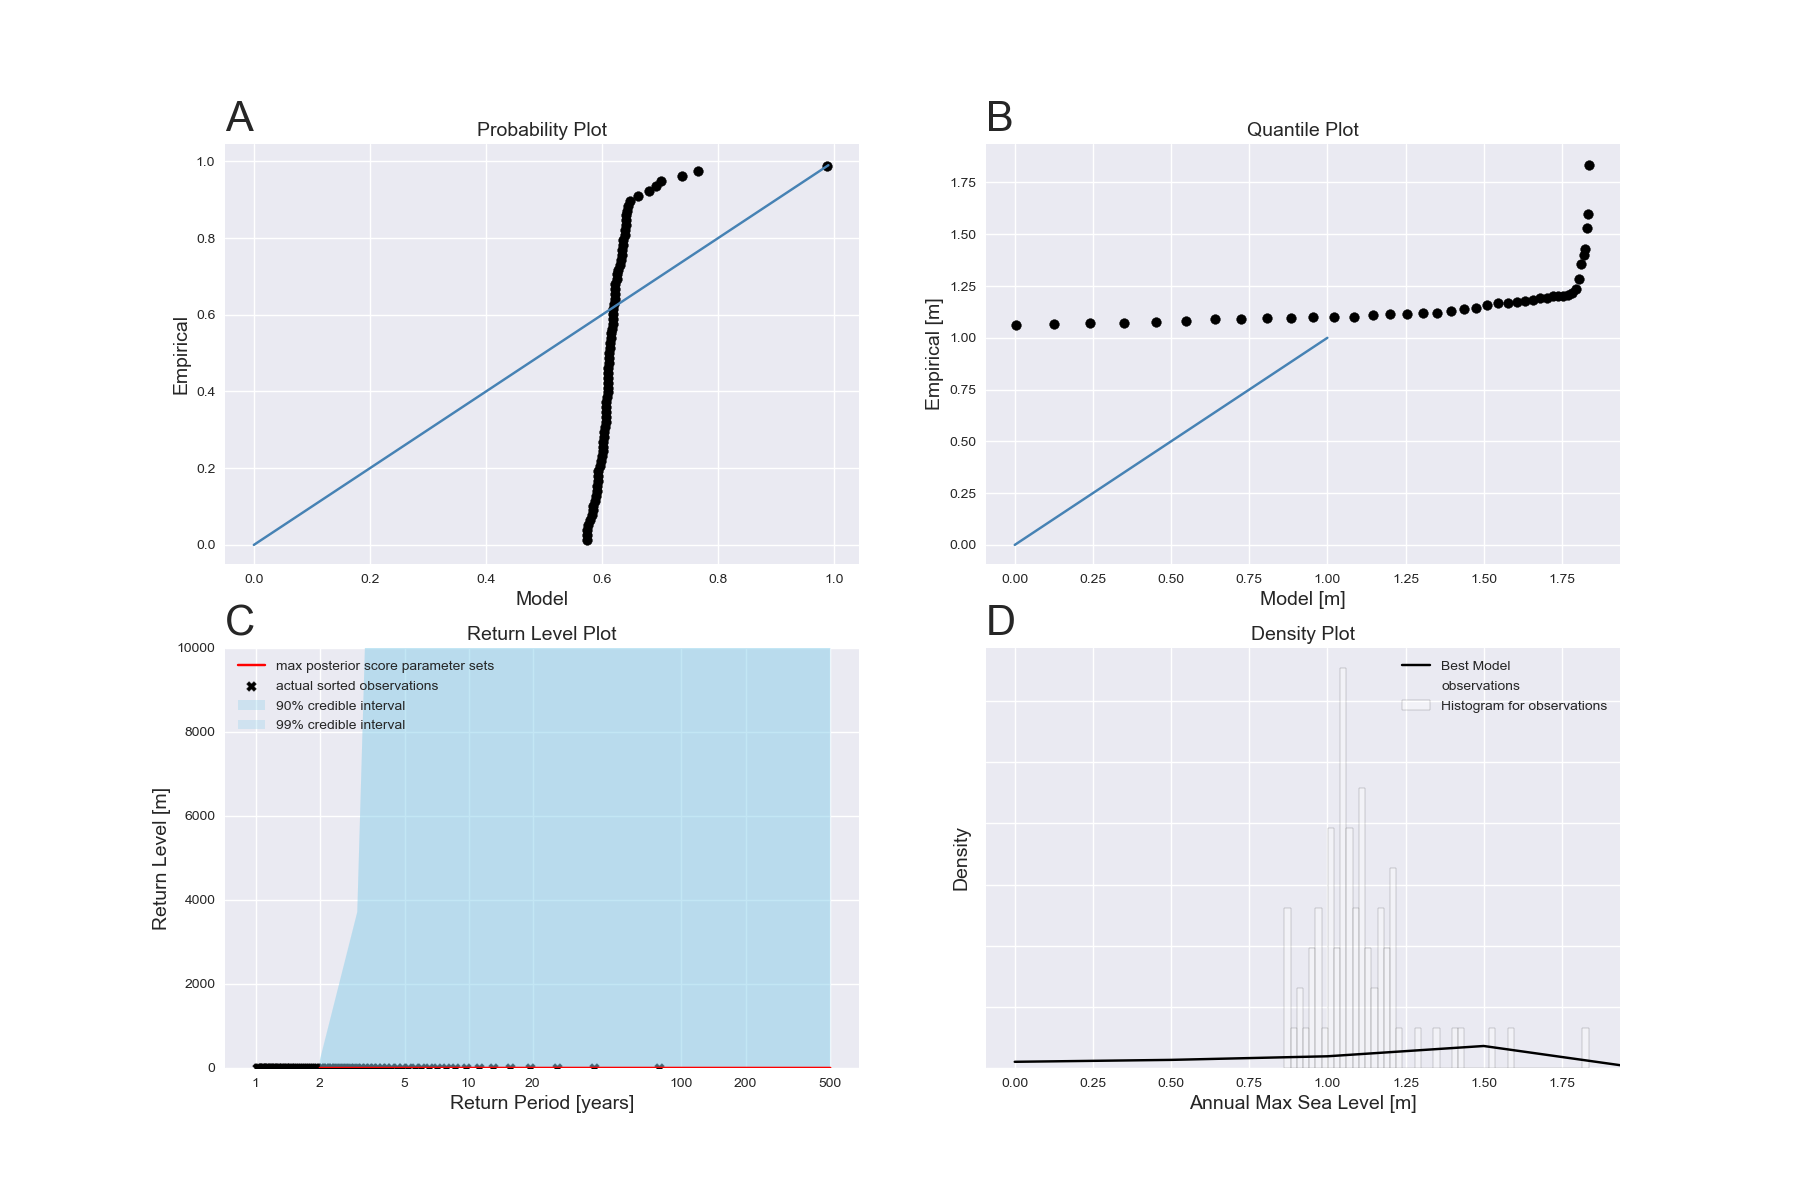 A
Probability Plot
1.0
0.8
0.6
0.4
0.2
0.0
Empirical
0.0 0.2 0.4 0.6 0.8 1.0
Model
B
Quantile Plot
1.75
1.50
1.25
1.00
0.75
0.50
0.25
0.00
Empirical [m]
0.00 0.25 0.50 0.75 1.00 1.25 1.50 1.75
Model [m]
C
Return Level Plot
max posterior score parameter sets
actual sorted observations
90% credible interval
99% credible interval
10000
8000
6000
4000
2000
0
Return Level [m]
1 2 5 10 20 100 200 500
Return Period [years]
D
Density Plot
Best Model
observations
Histogram for observations
Density
0.00 0.25 0.50 0.75 1.00 1.25 1.50 1.75
Annual Max Sea Level [m]